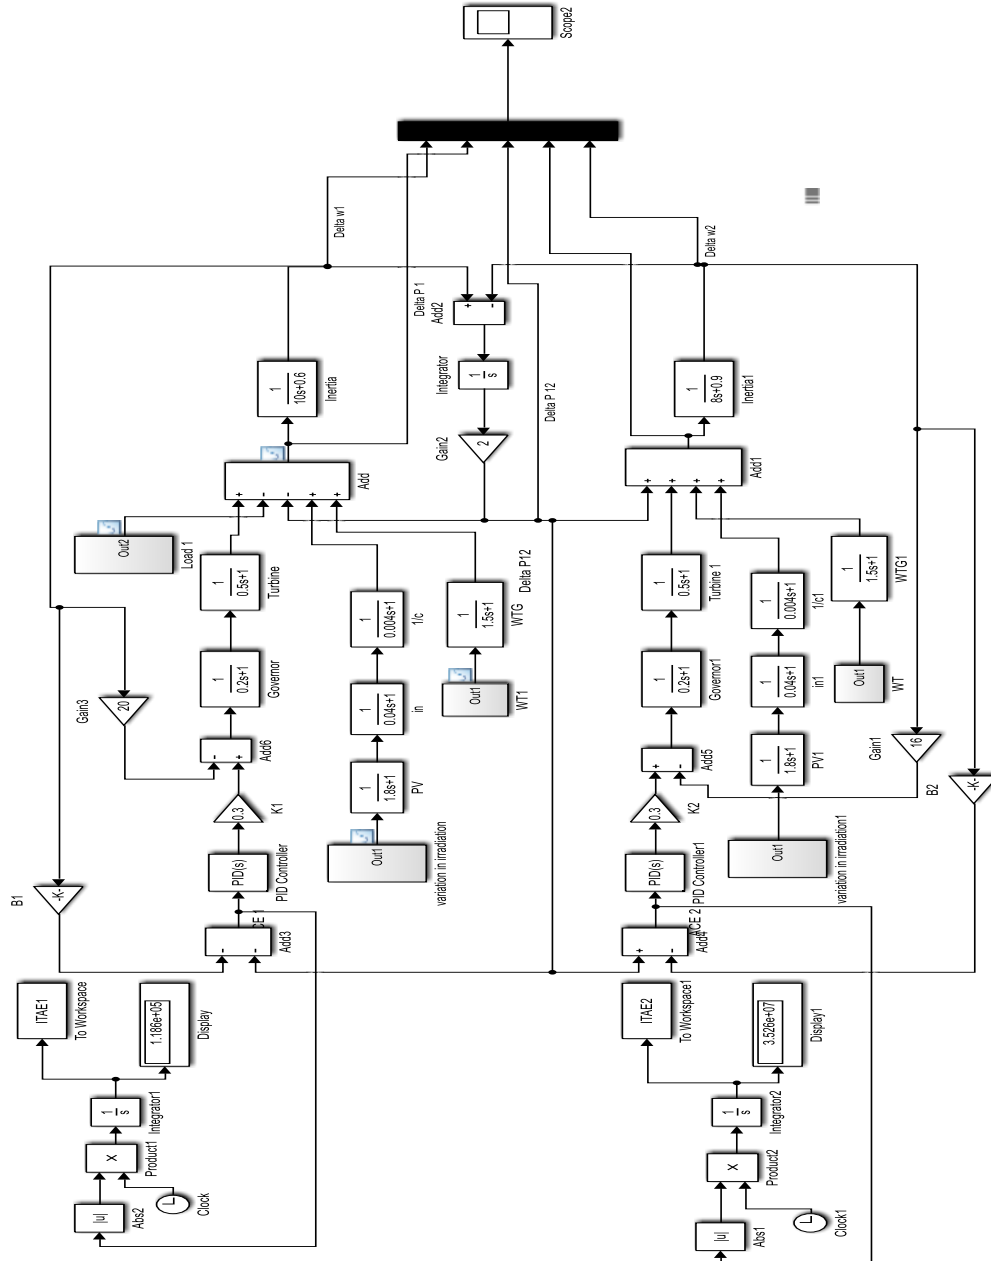 Scope2
Delta w1
Delta w2
Delta P 1
Add2
+
-
1
10s+0.6
Inertia
Integrator
1
s
Delta P 12
1
8s+0.9
Inertia1
Gain2
2
+
-
-
+
+
Add
+
+
+
+
Add1
Out2
Load 1
1
0.5s+1
Turbine
1
0.004s+1
1/c
1
1.5s+1
WTG
Delta P12
1
0.5s+1
Turbine 1
1
0.004s+1
1/c1
1
1.5s+1
WTG1
Gain3
20
1
0.2s+1
Governor
1
0.04s+1
in
Out1
WT1
1
0.2s+1
Governor1
1
0.04s+1
in1
Out1
WT
-
+
Add6
1
1.8s+1
PV
+
-
Add5
1
1.8s+1
PV1
Gain1
16
B2
-K-
0.3
K1
0.3
K2
B1
-K-
PID(s)
PID Controller
Out1
variation in irradiation
PID(s)
PID Controller1
Out1
variation in irradiation1
-
-
Add3
ACE 2
+
-
Add4
ITAE1
To Workspace
1.186e+05
Display
ITAE2
To Workspace1
3.526e+07
Display1
1
s
Integrator1
1
s
Integrator2
X
Product1
X
Product2
|u|
Abs2
Clock
|u|
Abs1
Clock1